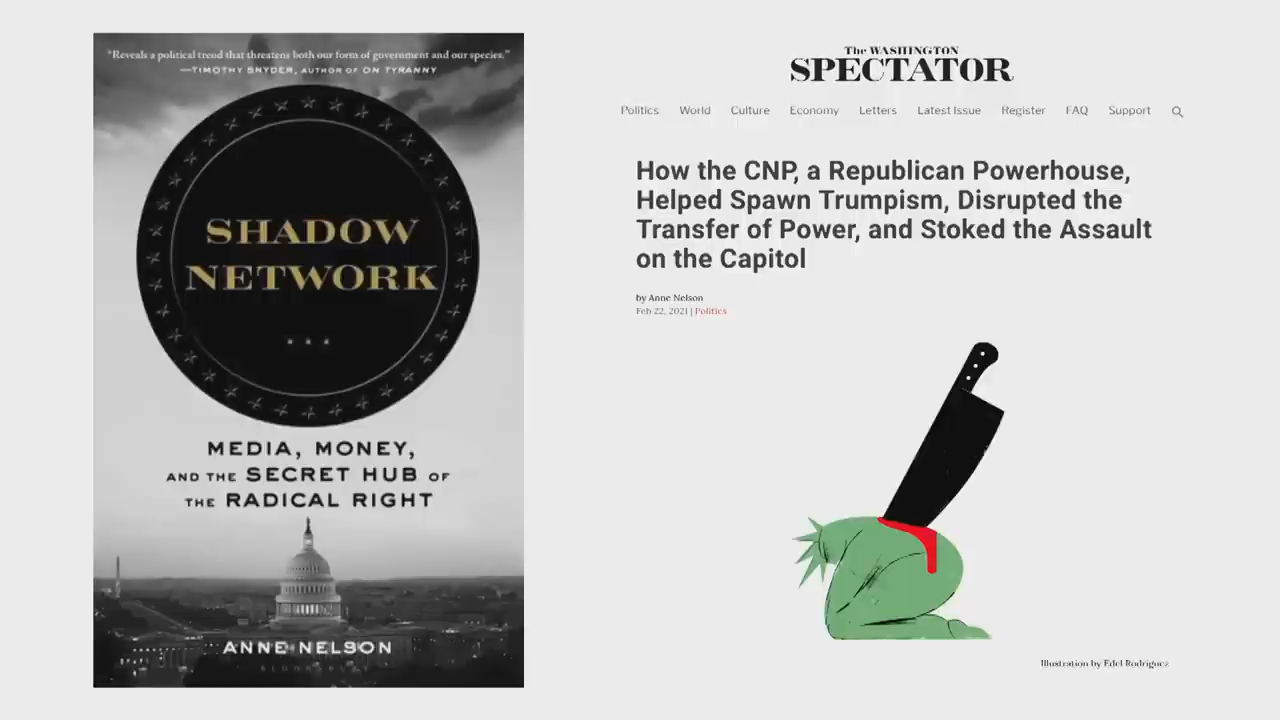 "Reveals a political trend that threatens both our form of government and our species."
—TIMOTHY SNYDER, AUTHOR OF ON TYRANNY
SHADOW
NETWORK
MEDIA, MONEY,
AND THE SECRET HUB OF
THE RADICAL RIGHT
ANNE NELSON
BLOOMSBURY
The WASHINGTON
SPECTATOR
Politics World Culture Economy Letters Latest Issue Register FAQ Support
How the CNP, a Republican Powerhouse,
Helped Spawn Trumpism, Disrupted the
Transfer of Power, and Stoked the Assault
on the Capitol
by Anne Nelson
Feb 22, 2021 | Politics
Illustration by Edel Rodriguez